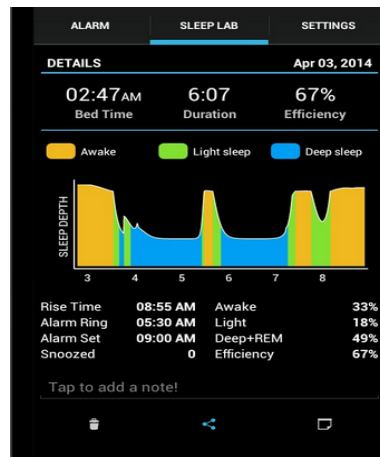 ALARM SLEEP LAB SETTINGS
DETAILS Apr 03, 2014
02:47AM 6:07 67%
Bed Time Duration Efficiency
Awake Light sleep Deep sleep
SLEEP DEPTH
3 4 5 6 7 8
Rise Time 08:55 AM Awake 33%
Alarm Ring 05:30 AM Light 18%
Alarm Set 09:00 AM Deep+REM 49%
Snoozed 0 Efficiency 67%
Tap to add a note!